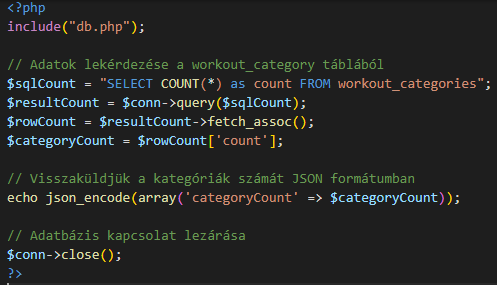 <?php
include("db.php");
// Adatok lekérdezése a workout_category táblából
$sqlCount = "SELECT COUNT(*) as count FROM workout_categories";
$resultCount = $conn->query($sqlCount);
$rowCount = $resultCount->fetch_assoc();
$categoryCount = $rowCount['count'];
// Visszaküldjük a kategóriák számát JSON formátumban
echo json_encode(array('categoryCount' => $categoryCount));
// Adatbázis kapcsolat lezárása
$conn->close();
?>